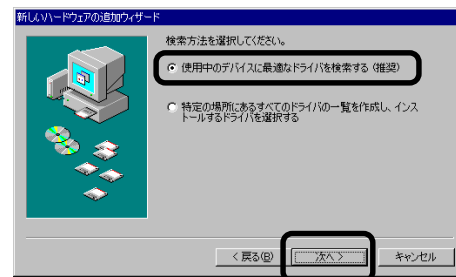 新しいハードウェアの追加ウィザード
検索方法を選択してください。
使用中のデバイスに最適なドライバを検索する (推奨)
特定の場所にあるすべてのドライバの一覧を作成し、インス
トールするドライバを選択する
< 戻る(B)
次へ >
キャンセル